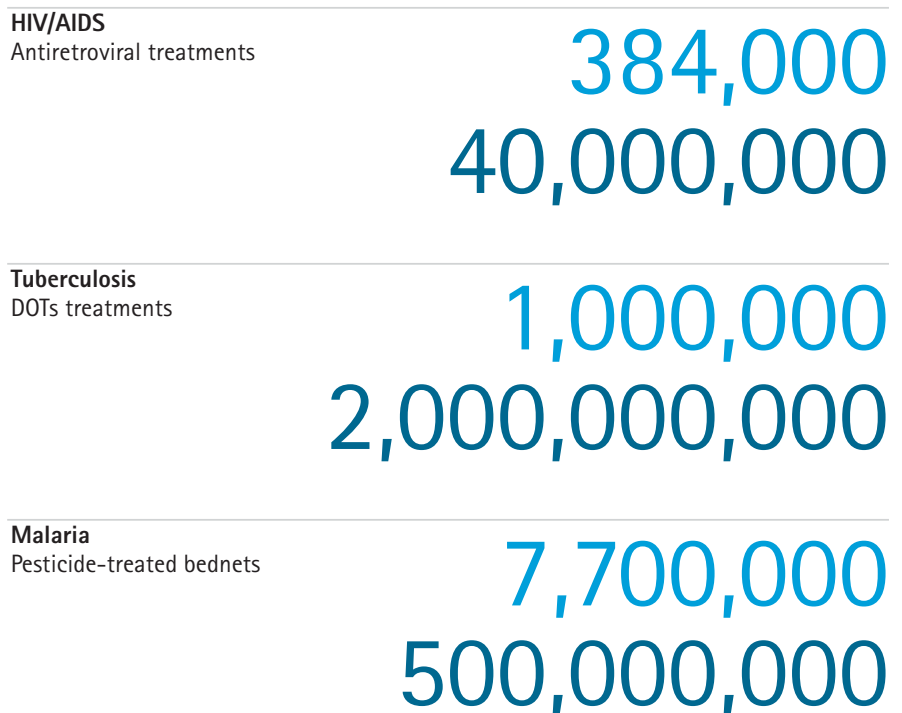 HIV/AIDS
Antiretroviral treatments
384,000
40,000,000
Tuberculosis
DOTs treatments
1,000,000
2,000,000,000
Malaria
Pesticide-treated bednets
7,700,000
500,000,000